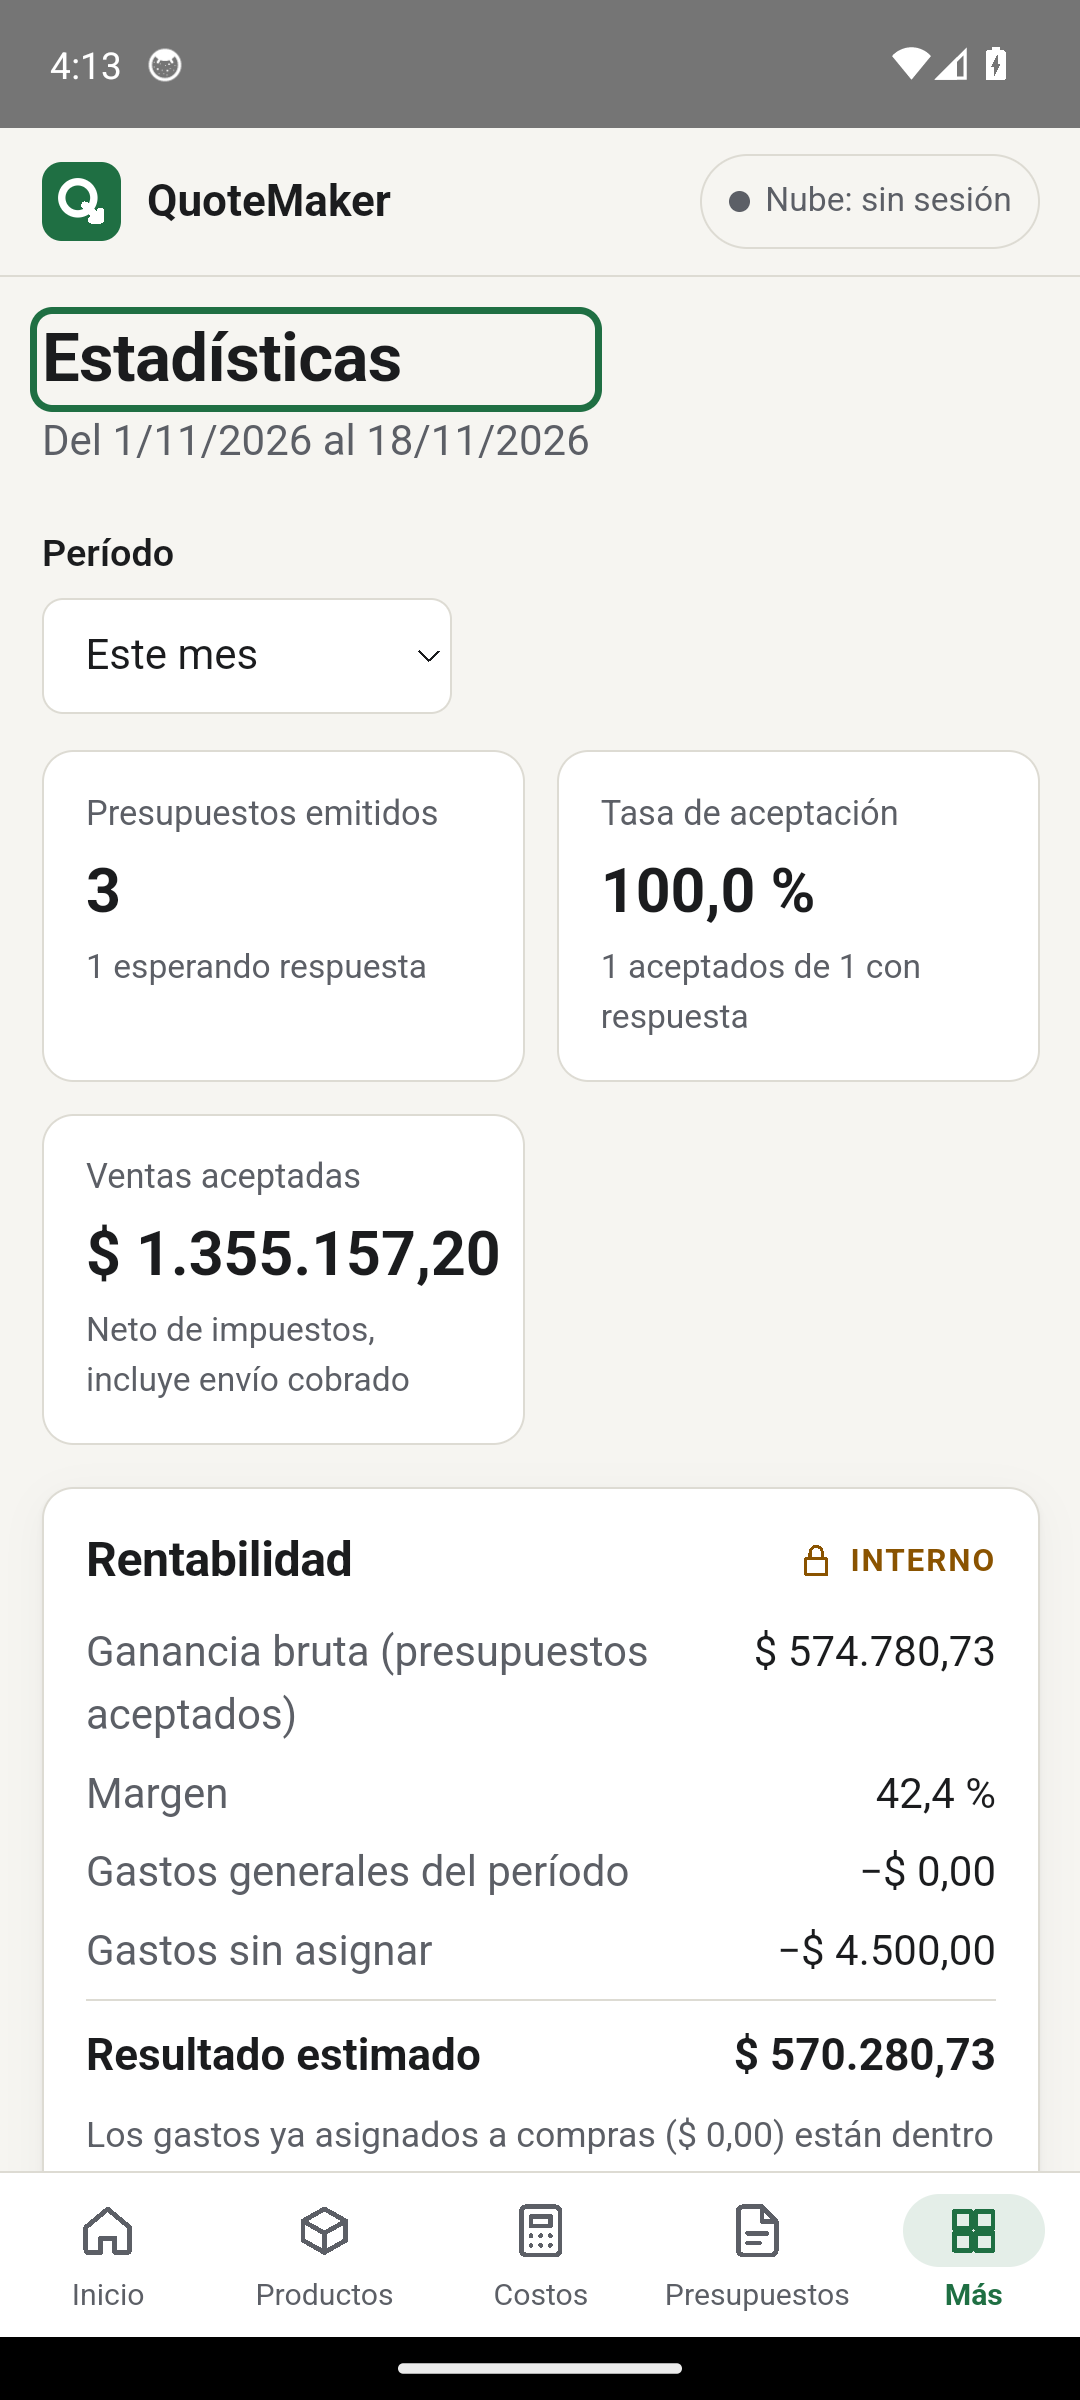 4:13
QuoteMaker
Nube: sin sesión
Estadísticas
Del 1/11/2026 al 18/11/2026
Período
Este mes
Presupuestos emitidos
3
1 esperando respuesta
Tasa de aceptación
100,0 %
1 aceptados de 1 con
respuesta
Ventas aceptadas
$ 1.355.157,20
Neto de impuestos,
incluye envío cobrado
Rentabilidad
INTERNO
Ganancia bruta (presupuestos
aceptados)
$ 574.780,73
Margen
42,4 %
Gastos generales del período
−$ 0,00
Gastos sin asignar
−$ 4.500,00
Resultado estimado
$ 570.280,73
Los gastos ya asignados a compras ($ 0,00) están dentro
Inicio
Productos
Costos
Presupuestos
Más